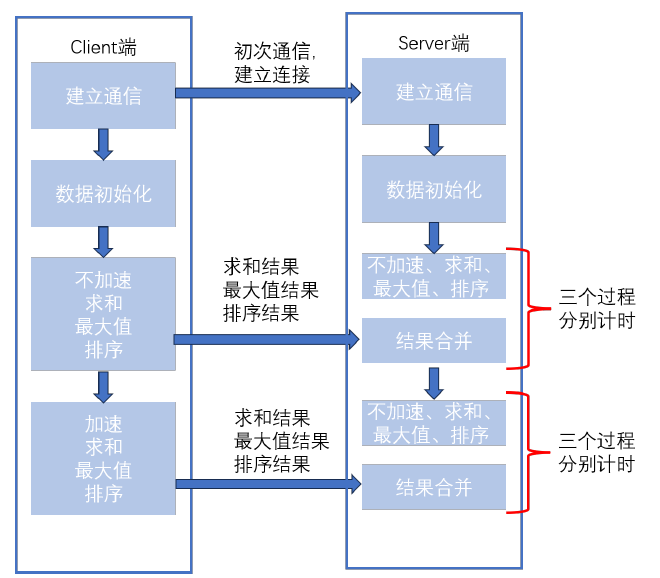 Client端
建立通信
数据初始化
不加速
求和
最大值
排序
加速
求和
最大值
排序
初次通信，
建立连接
求和结果
最大值结果
排序结果
求和结果
最大值结果
排序结果
Server端
建立通信
数据初始化
不加速、求和、
最大值、排序
结果合并
不加速、求和、
最大值、排序
结果合并
三个过程
分别计时
三个过程
分别计时